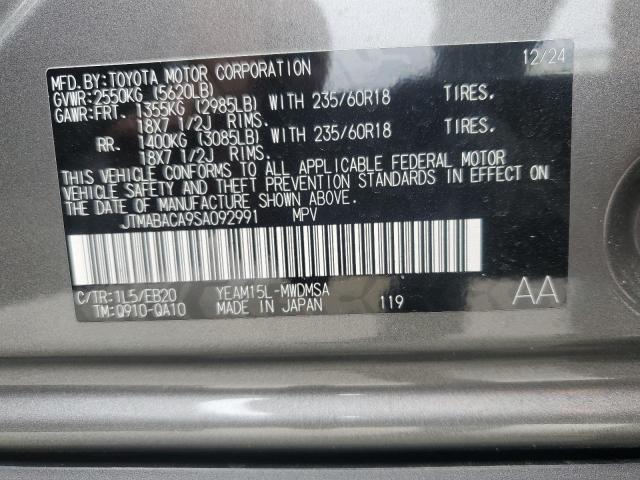 12/24
MFD.BY:TOYOTA MOTOR CORPORATION
GVWR:2550KG (5620LB)
GAWR:FRT. 1355KG (2985LB) WITH 235/60R18 TIRES.
18X7 1/2J RIMS.
RR. 1400KG (3085LB) WITH 235/60R18 TIRES.
18X7 1/2J RIMS.
THIS VEHICLE CONFORMS TO ALL APPLICABLE FEDERAL MOTOR
VEHICLE SAFETY AND THEFT PREVENTION STANDARDS IN EFFECT ON
THE DATE OF MANUFACTURE SHOWN ABOVE.
JTMABACA9SA092991 MPV
C/TR:1L5/EB20 YEAM15L-MWDMSA
TM:Q910-QA10 MADE IN JAPAN 119
AA